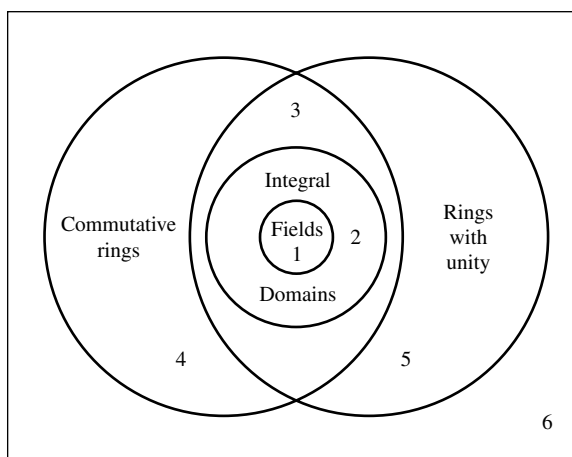 3
Integral
Commutative
rings
Fields
1
2
Rings
with
unity
Domains
4
5
6